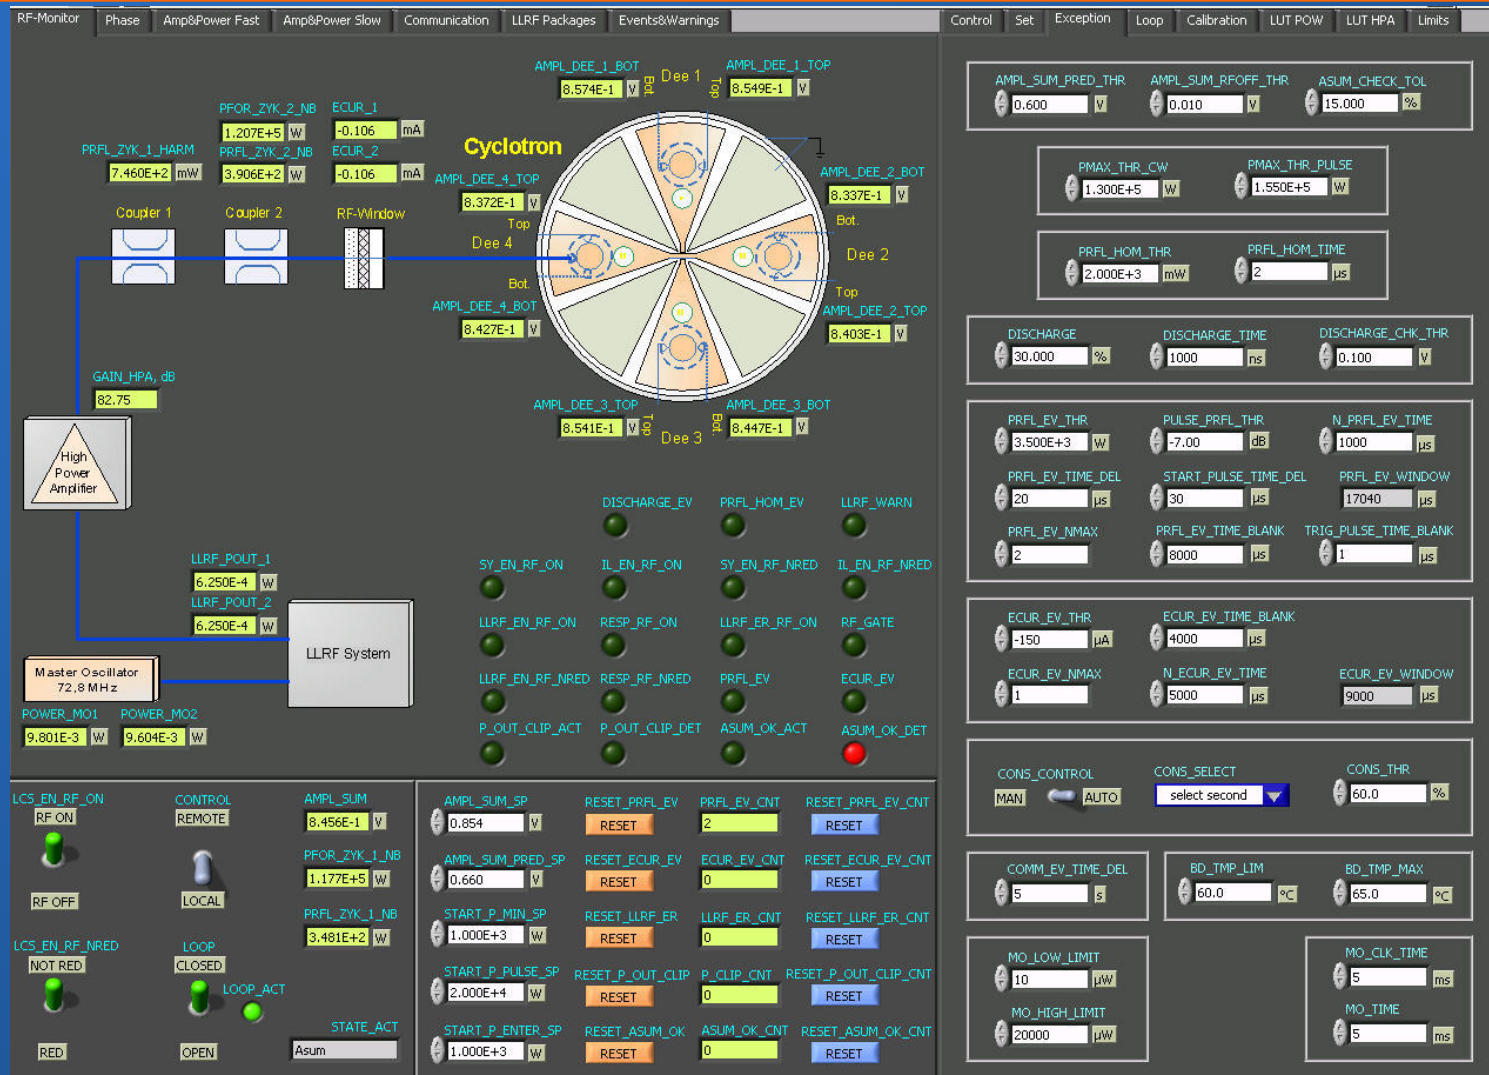 RF-Monitor Phase Amp&Power Fast Amp&Power Slow Communication LLRF Packages Events&Warnings
Control Set Exception Loop Calibration LUT POW LUT HPA Limits
AMPL_DEE_1_BOT
8.574E-1 V
Bot.
Dee 1
Top
AMPL_DEE_1_TOP
8.549E-1 V
PFOR_ZYK_2_NB
1.207E+5 W
ECUR_1
-0.106 mA
PRFL_ZYK_1_HARM
7.460E+2 mW
PRFL_ZYK_2_NB
3.906E+2 W
ECUR_2
-0.106 mA
Cyclotron
AMPL_DEE_4_TOP
8.372E-1 V
AMPL_DEE_2_BOT
8.337E-1 V
Coupler 1
Coupler 2
RF-Window
Top
Dee 4
Bot.
Bot.
Dee 2
Top
AMPL_DEE_4_BOT
8.427E-1 V
AMPL_DEE_2_TOP
8.403E-1 V
GAIN_HPA, dB
82.75
AMPL_DEE_3_TOP
8.541E-1 V
Top
Dee 3
Bot.
AMPL_DEE_3_BOT
8.447E-1 V
High
Power
Amplifier
DISCHARGE_EV PRFL_HOM_EV LLRF_WARN
SY_EN_RF_ON IL_EN_RF_ON SY_EN_RF_NRED IL_EN_RF_NRED
LLRF_EN_RF_ON RESP_RF_ON LLRF_ER_RF_ON RF_GATE
LLRF_EN_RF_NRED RESP_RF_NRED PRFL_EV ECUR_EV
P_OUT_CLIP_ACT P_OUT_CLIP_DET ASUM_OK_ACT ASUM_OK_DET
LLRF_POUT_1
6.250E-4 W
LLRF_POUT_2
6.250E-4 W
LLRF System
Master Oscillator
72,8 MHz
POWER_MO1 POWER_MO2
9.801E-3 W 9.604E-3 W
LCS_EN_RF_ON
RF ON
RF OFF
CONTROL
REMOTE
LOCAL
AMPL_SUM
8.456E-1 V
PFOR_ZYK_1_NB
1.177E+5 W
PRFL_ZYK_1_NB
3.481E+2 W
LCS_EN_RF_NRED
NOT RED
RED
LOOP
CLOSED
OPEN
LOOP_ACT
STATE_ACT
Asum
AMPL_SUM_SP RESET_PRFL_EV PRFL_EV_CNT RESET_PRFL_EV_CNT
0.854 V RESET 2 RESET
AMPL_SUM_PRED_SP RESET_ECUR_EV ECUR_EV_CNT RESET_ECUR_EV_CNT
0.660 V RESET 0 RESET
START_P_MIN_SP RESET_LLRF_ER LLRF_ER_CNT RESET_LLRF_ER_CNT
1.000E+3 W RESET 0 RESET
START_P_PULSE_SP RESET_P_OUT_CLIP P_CLIP_CNT RESET_P_OUT_CLIP_CNT
2.000E+4 W RESET 0 RESET
START_P_ENTER_SP RESET_ASUM_OK ASUM_OK_CNT RESET_ASUM_OK_CNT
1.000E+3 W RESET 0 RESET
AMPL_SUM_PRED_THR AMPL_SUM_RFOFF_THR ASUM_CHECK_TOL
0.600 V 0.010 V 15.000 %
PMAX_THR_CW PMAX_THR_PULSE
1.300E+5 W 1.550E+5 W
PRFL_HOM_THR PRFL_HOM_TIME
2.000E+3 mW 2 µs
DISCHARGE DISCHARGE_TIME DISCHARGE_CHK_THR
30.000 % 1000 ns 0.100 V
PRFL_EV_THR PULSE_PRFL_THR N_PRFL_EV_TIME
3.500E+3 W -7.00 dB 1000 µs
PRFL_EV_TIME_DEL START_PULSE_TIME_DEL PRFL_EV_WINDOW
20 µs 30 µs 17040 µs
PRFL_EV_NMAX PRFL_EV_TIME_BLANK TRIG_PULSE_TIME_BLANK
2 8000 µs 1 µs
ECUR_EV_THR ECUR_EV_TIME_BLANK
-150 µA 4000 µs
ECUR_EV_NMAX N_ECUR_EV_TIME ECUR_EV_WINDOW
1 5000 µs 9000 µs
CONS_CONTROL CONS_SELECT CONS_THR
MAN AUTO select second 60.0 %
COMM_EV_TIME_DEL BD_TMP_LIM BD_TMP_MAX
5 s 60.0 °C 65.0 °C
MO_LOW_LIMIT MO_CLK_TIME
10 µW 5 ms
MO_HIGH_LIMIT MO_TIME
20000 µW 5 ms